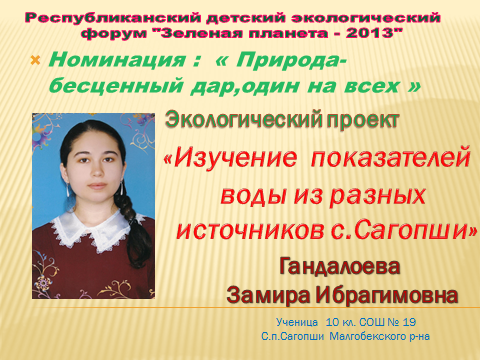 Республиканский детский экологический
форум "Зеленая планета - 2013"
Номинация : « Природа-
бесценный дар,один на всех »
Экологический проект
«Изучение показателей
воды из разных
источников с.Сагопши»
Гандалоева
Замира Ибрагимовна
Ученица 10 кл. СОШ № 19
С.п.Сагопши Малгобекского р-на